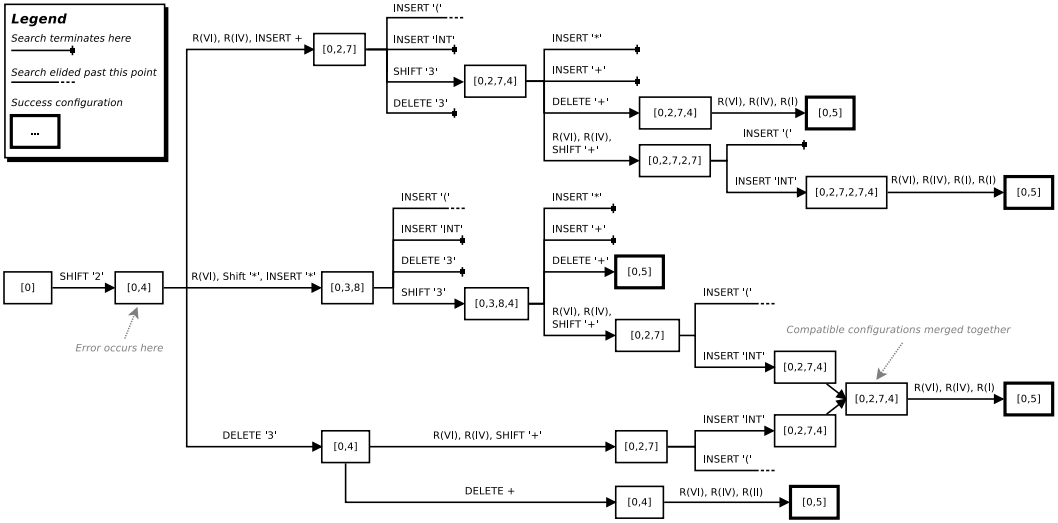 Legend
Search terminates here
Search elided past this point
Success configuration
...
INSERT '('
R(VI), R(IV), INSERT +
[0,2,7]
INSERT 'INT'
SHIFT '3'
DELETE '3'
[0,2,7,4]
INSERT '*'
INSERT '+'
DELETE '+'
[0,2,7,4]
R(VI), R(IV), R(I)
[0,5]
R(VI), R(IV),
SHIFT '+'
[0,2,7,2,7]
INSERT '('
INSERT 'INT'
[0,2,7,2,7,4]
R(VI), R(IV), R(I), R(I)
[0,5]
[0]
SHIFT '2'
[0,4]
Error occurs here
R(VI), Shift '*', INSERT '*'
[0,3,8]
INSERT '('
INSERT 'INT'
DELETE '3'
SHIFT '3'
[0,3,8,4]
INSERT '*'
INSERT '+'
DELETE '+'
[0,5]
R(VI), R(IV),
SHIFT '+'
[0,2,7]
INSERT '('
INSERT 'INT'
[0,2,7,4]
Compatible configurations merged together
[0,2,7,4]
R(VI), R(IV), R(I)
[0,5]
DELETE '3'
[0,4]
R(VI), R(IV), SHIFT '+'
[0,2,7]
INSERT 'INT'
[0,2,7,4]
INSERT '('
DELETE +
[0,4]
R(VI), R(IV), R(II)
[0,5]